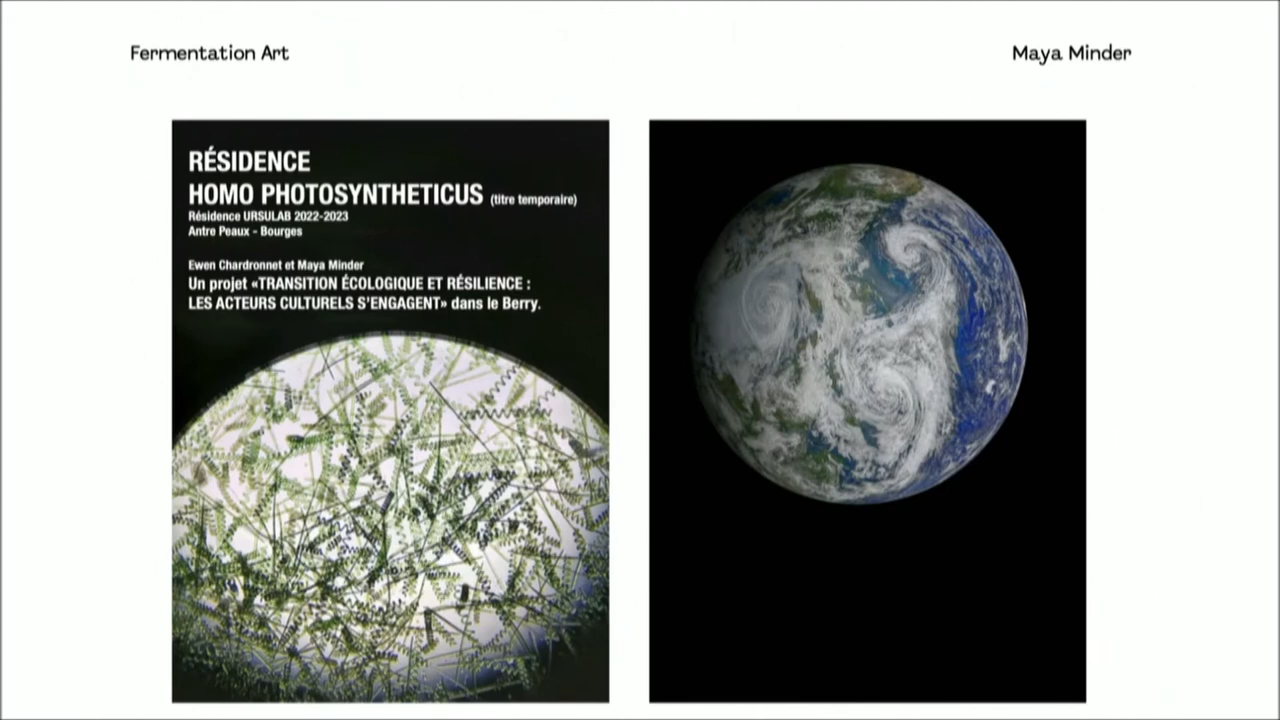 Fermentation Art
Maya Minder
RÉSIDENCE
HOMO PHOTOSYNTHETICUS (titre temporaire)
Résidence URSULAB 2022-2023
Antre Peaux - Bourges
Ewen Chardronnet et Maya Minder
Un projet «TRANSITION ÉCOLOGIQUE ET RÉSILIENCE :
LES ACTEURS CULTURELS S'ENGAGENT» dans le Berry.